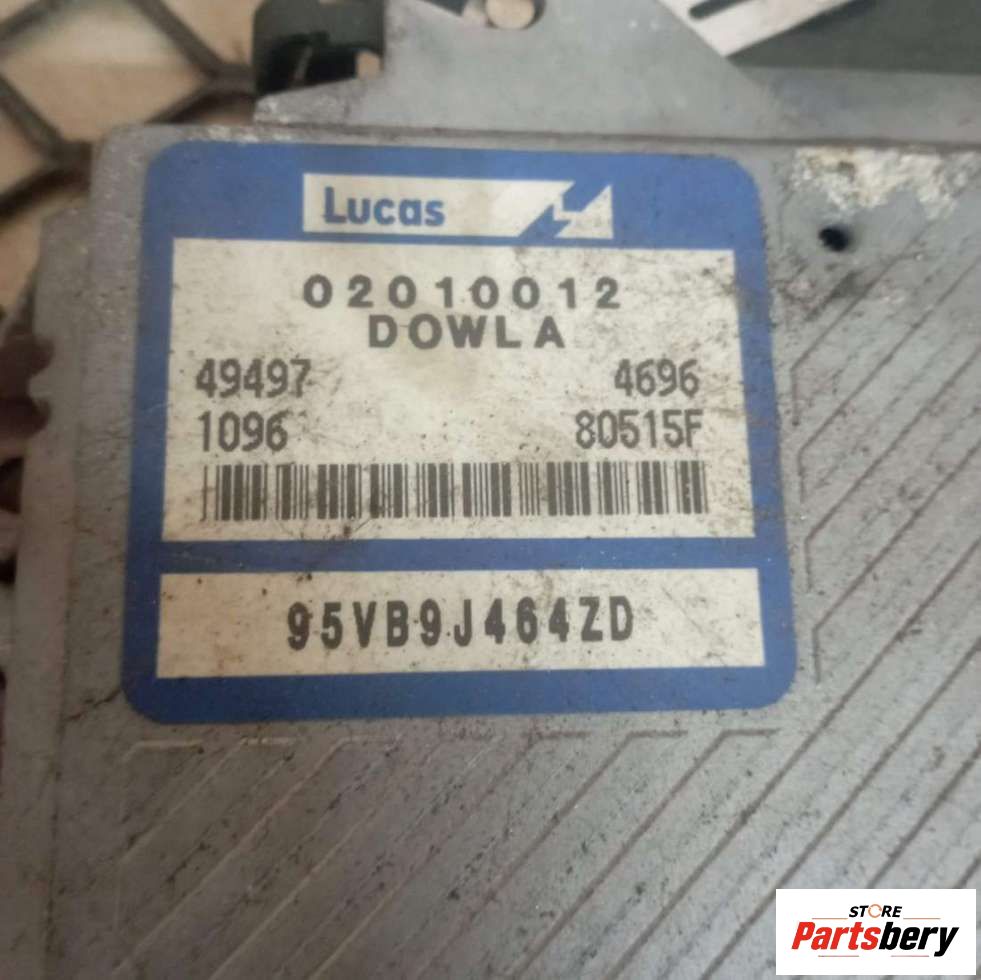 Lucas
02010012
DOWLA
49497 4696
1096 80515F
95VB9J464ZD
STORE
Partsbery